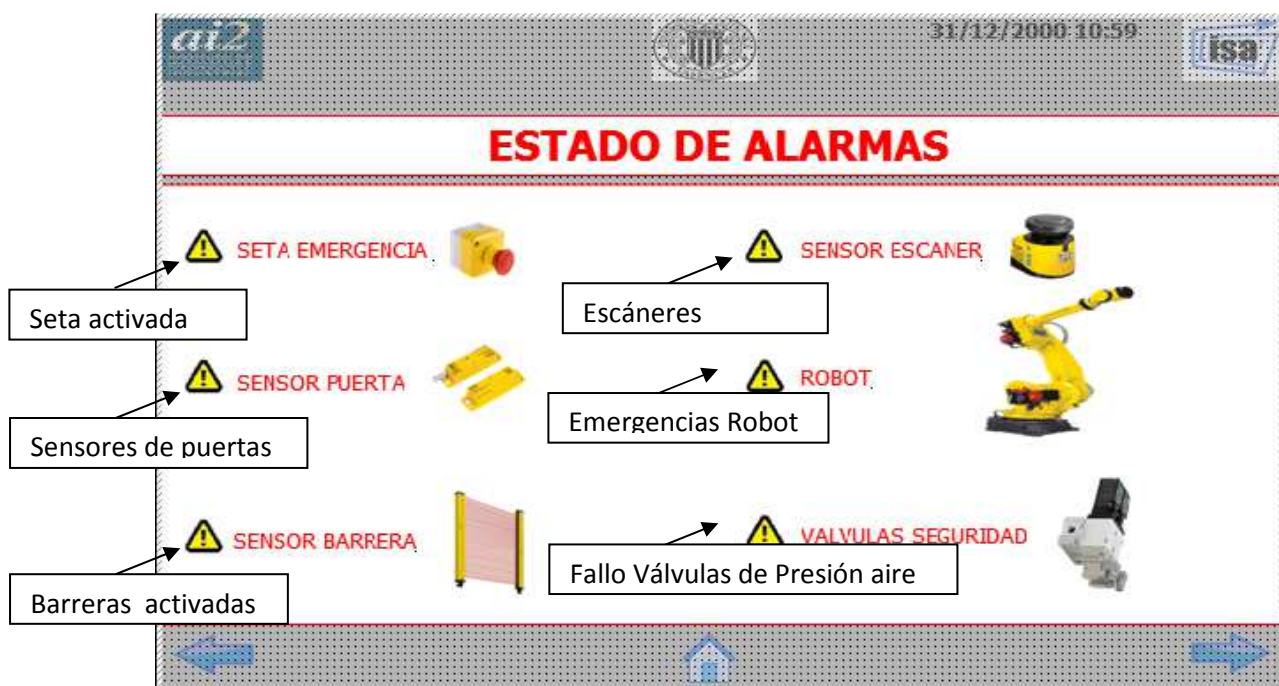 ai2
31/12/2000 10:59
isa
ESTADO DE ALARMAS
SETA EMERGENCIA
SENSOR ESCANER
Seta activada
Escáneres
SENSOR PUERTA
ROBOT
Sensores de puertas
Emergencias Robot
SENSOR BARRERA
VALVULAS SEGURIDAD
Barreras activadas
Fallo Válvulas de Presión aire